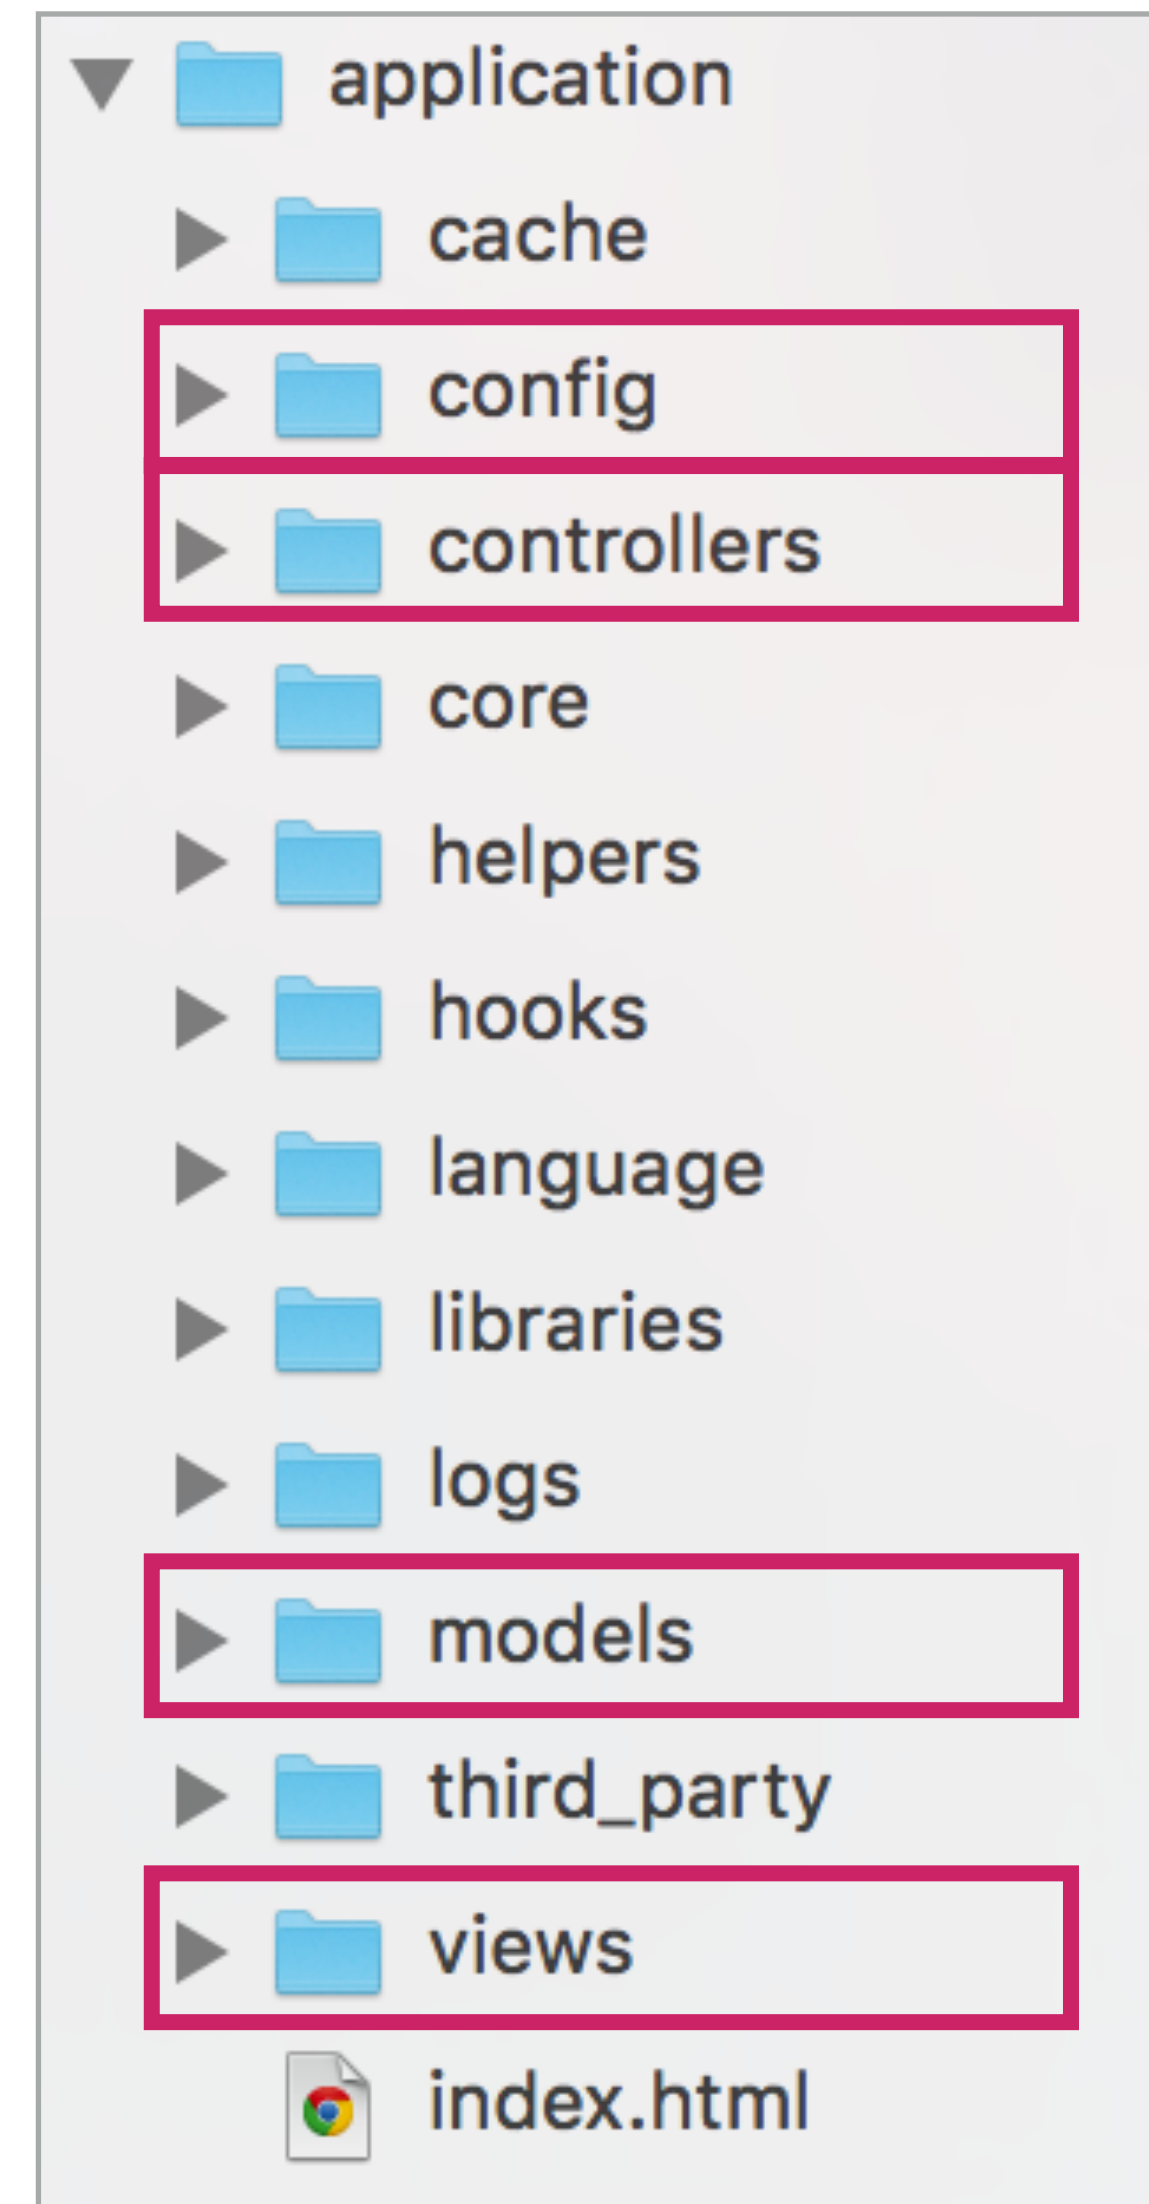 application
cache
config
controllers
core
helpers
hooks
language
libraries
logs
models
third_party
views
index.html